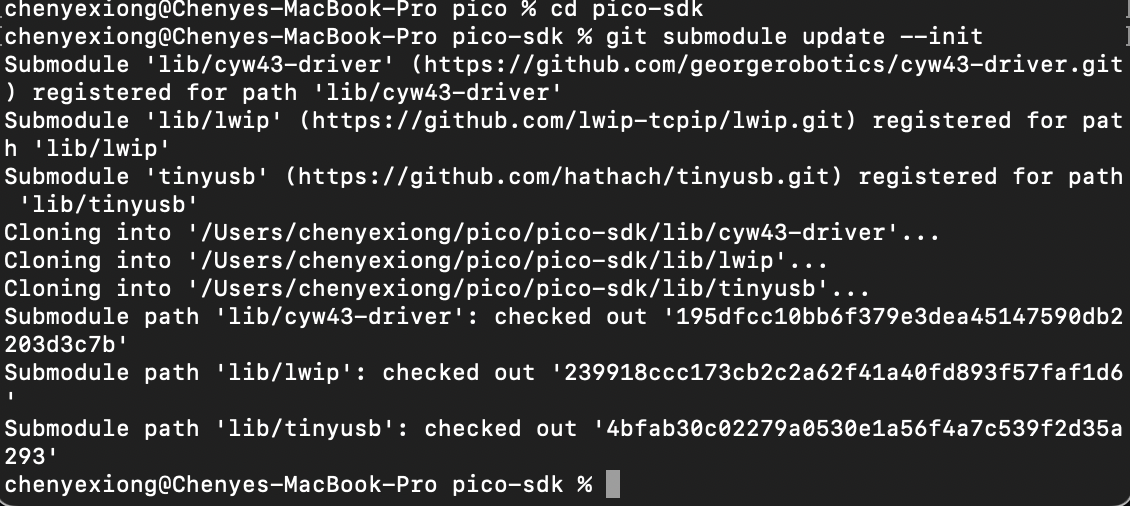 chenyexiong@Chenyes-MacBook-Pro pico % cd pico-sdk
chenyexiong@Chenyes-MacBook-Pro pico-sdk % git submodule update --init
Submodule 'lib/cyw43-driver' (https://github.com/georgerobotics/cyw43-driver.git
) registered for path 'lib/cyw43-driver'
Submodule 'lib/lwip' (https://github.com/lwip-tcpip/lwip.git) registered for pat
h 'lib/lwip'
Submodule 'tinyusb' (https://github.com/hathach/tinyusb.git) registered for path
 'lib/tinyusb'
Cloning into '/Users/chenyexiong/pico/pico-sdk/lib/cyw43-driver'...
Cloning into '/Users/chenyexiong/pico/pico-sdk/lib/lwip'...
Cloning into '/Users/chenyexiong/pico/pico-sdk/lib/tinyusb'...
Submodule path 'lib/cyw43-driver': checked out '195dfcc10bb6f379e3dea45147590db2
203d3c7b'
Submodule path 'lib/lwip': checked out '239918ccc173cb2c2a62f41a40fd893f57faf1d6
'
Submodule path 'lib/tinyusb': checked out '4bfab30c02279a0530e1a56f4a7c539f2d35a
293'
chenyexiong@Chenyes-MacBook-Pro pico-sdk %